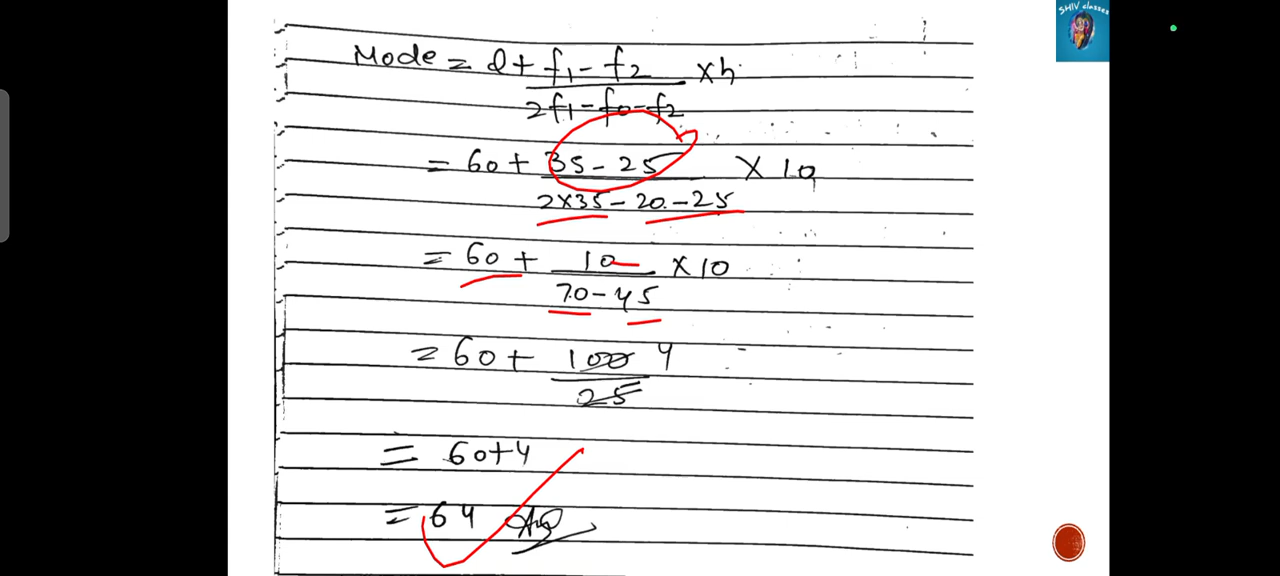 SHIV classes
Mode = l + f1 - f2 / 2f1 - f0 - f2 × h
= 60 + 35 - 25 / 2×35 - 20 - 25 × 10
= 60 + 10 / 70 - 45 × 10
= 60 + 100 / 25 4
= 60+4
= 64 Ans